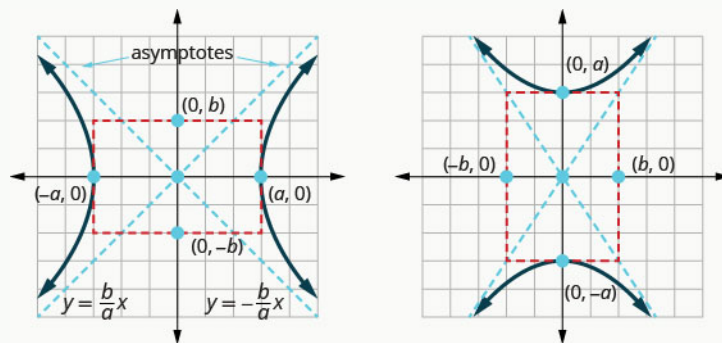 asymptotes
(0, b)
(−a, 0)
(a, 0)
(0, −b)
y = b/a x
y = −b/a x
(0, a)
(−b, 0)
(b, 0)
(0, −a)